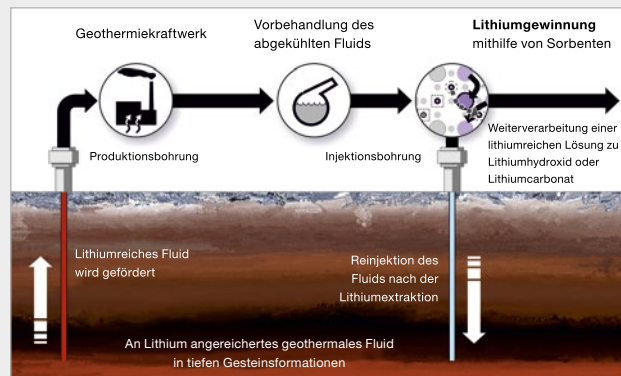 Geothermiekraftwerk
Vorbehandlung des
abgekühlten Fluids
Lithiumgewinnung
mithilfe von Sorbenten
Produktionsbohrung
Injektionsbohrung
Weiterverarbeitung einer
lithiumreichen Lösung zu
Lithiumhydroxid oder
Lithiumcarbonat
Lithiumreiches Fluid
wird gefördert
Reinjektion des
Fluids nach der
Lithiumextraktion
An Lithium angereichertes geothermales Fluid
in tiefen Gesteinsformationen